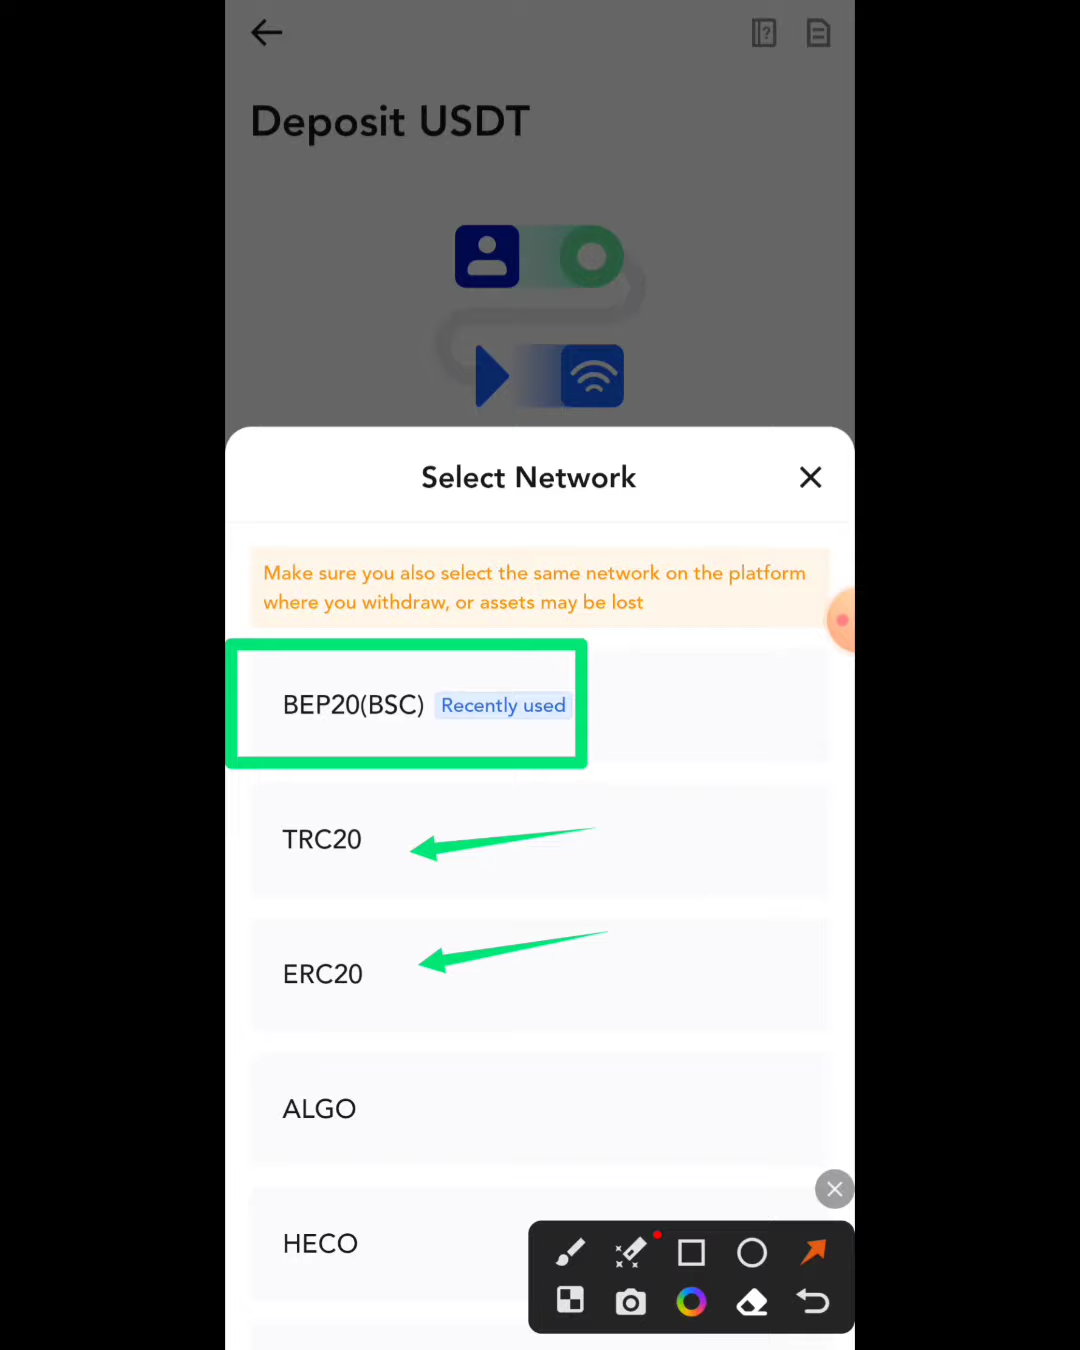 Deposit USDT
Select Network
Make sure you also select the same network on the platform
where you withdraw, or assets may be lost
BEP20(BSC) Recently used
TRC20
ERC20
ALGO
HECO